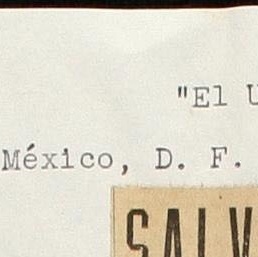 "El U
México, D. F.
SALV